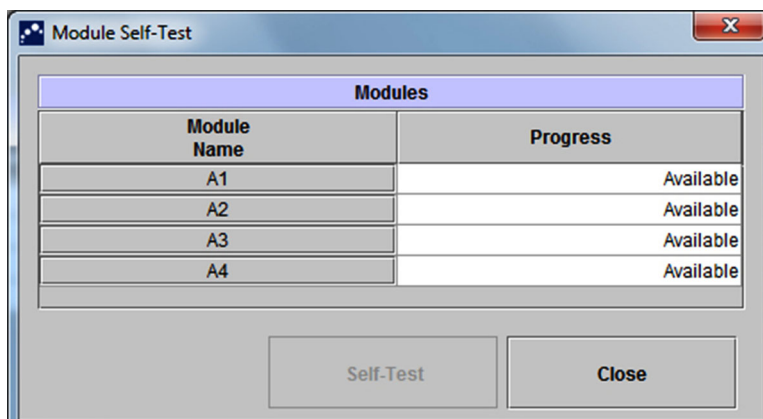 Module Self-Test
Modules
Module
Name
Progress
A1 Available
A2 Available
A3 Available
A4 Available
Self-Test Close